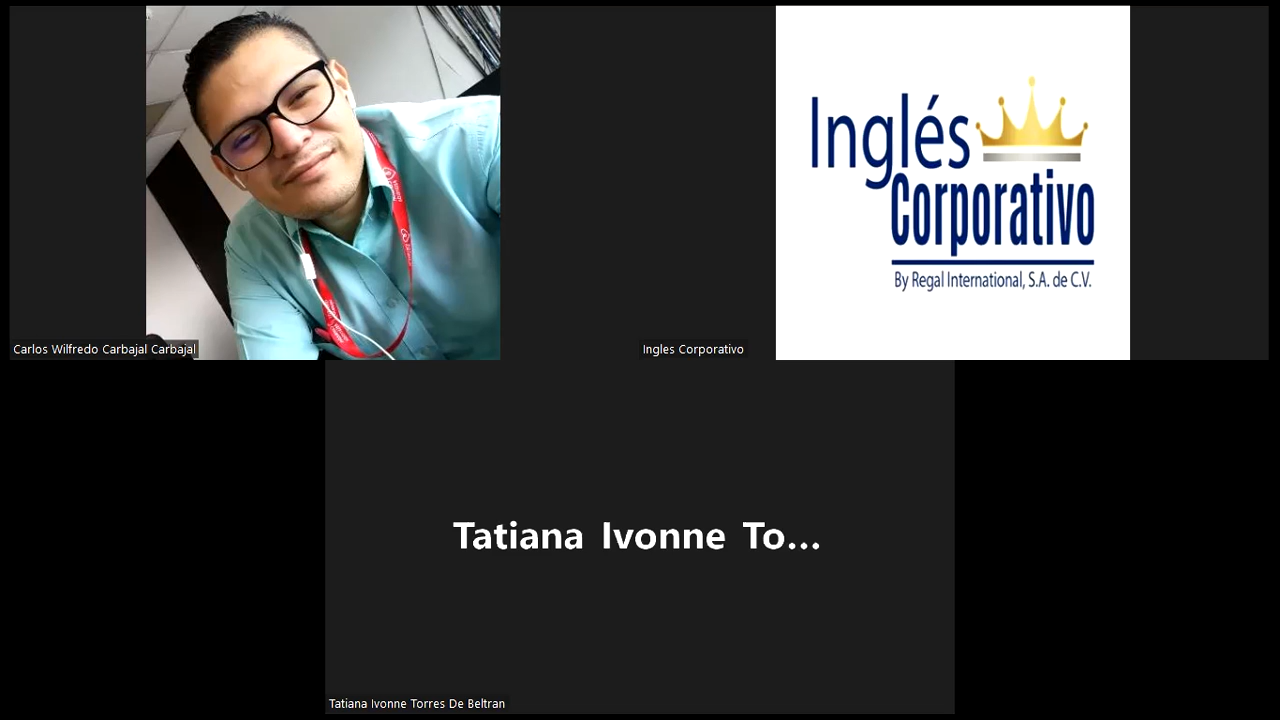 Inglés
Corporativo
By Regal International, S.A. de C.V.
Carlos Wilfredo Carbajal Carbajal
Ingles Corporativo
Tatiana Ivonne To...
Tatiana Ivonne Torres De Beltran